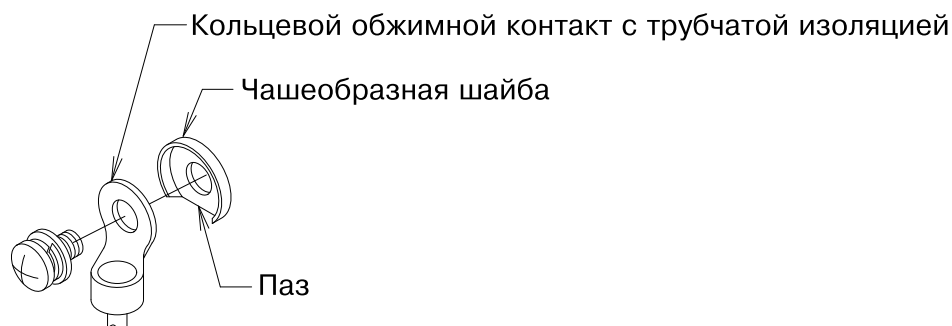 Кольцевой обжимной контакт с трубчатой изоляцией
Чашеобразная шайба
Паз